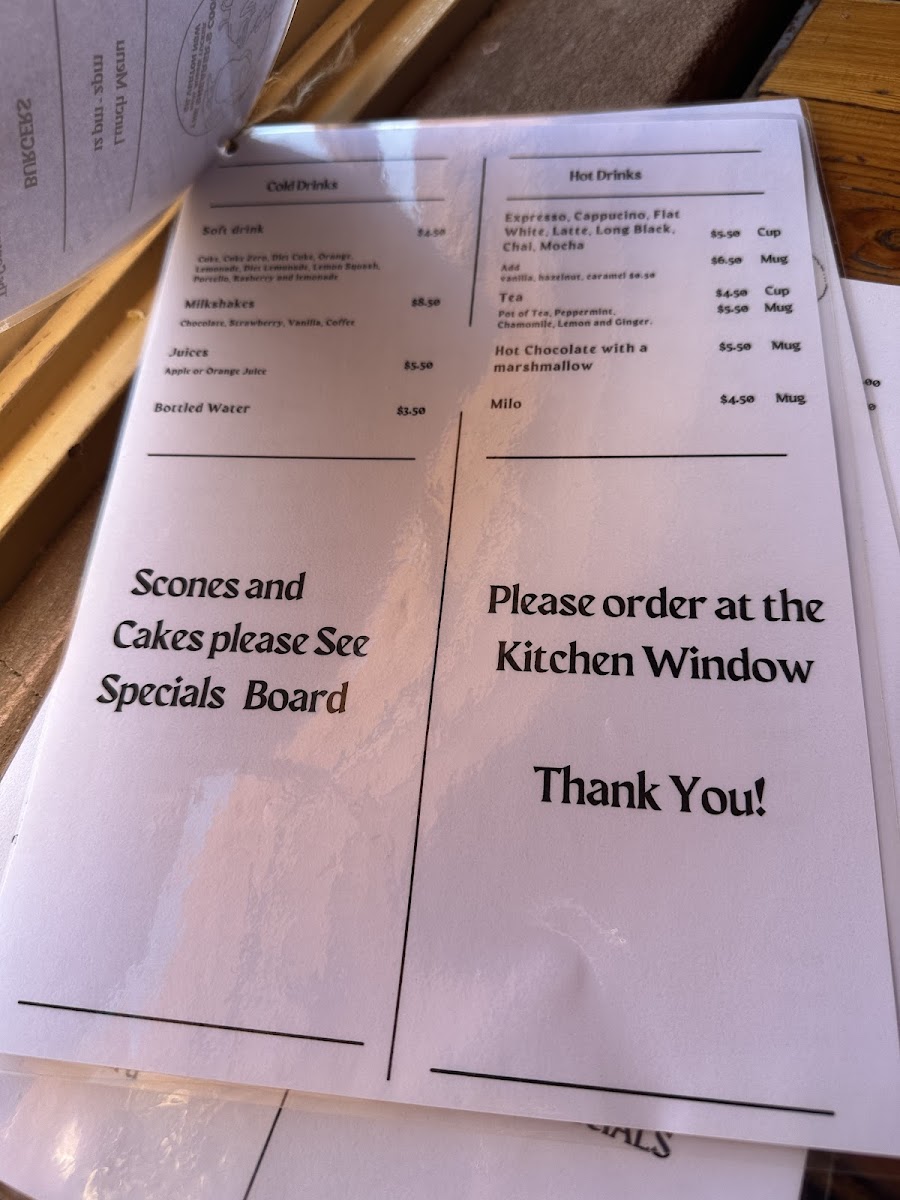 BURGERS
12 pm - 2pm
Lunch Menu
Cold Drinks
Soft drink $4.50
Coke, Coke Zero, Diet Coke, Orange,
Lemonade, Diet Lemonade, Lemon Squash,
Portello, Rasberry and lemonade
Milkshakes $8.50
Chocolate, Strawberry, Vanilla, Coffee
Juices
Apple or Orange Juice $5.50
Bottled Water $3.50
Hot Drinks
Expresso, Cappucino, Flat
White, Latte, Long Black, $5.50 Cup
Chai, Mocha
$6.50 Mug
Add
vanilla, hazelnut, caramel $0.50
Tea $4.50 Cup
Pot of Tea, Peppermint, $5.50 Mug
Chamomile, Lemon and Ginger.
Hot Chocolate with a $5.50 Mug
marshmallow
Milo $4.50 Mug
Scones and
Cakes please See
Specials Board
Please order at the
Kitchen Window
Thank You!